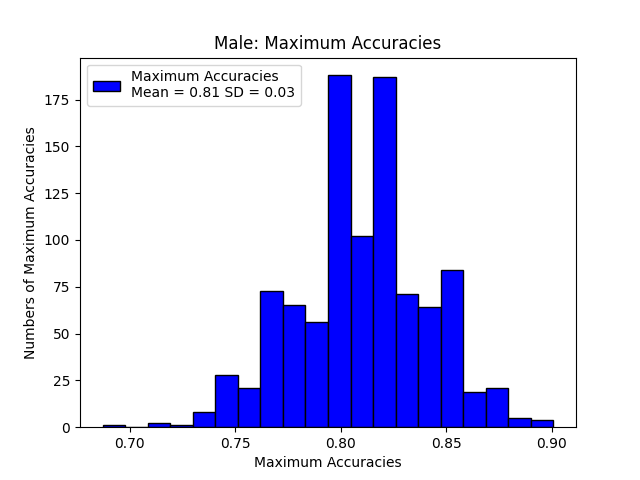 Male: Maximum Accuracies
Maximum Accuracies
Mean = 0.81 SD = 0.03
Numbers of Maximum Accuracies
175
150
125
100
75
50
25
0
0.70 0.75 0.80 0.85 0.90
Maximum Accuracies